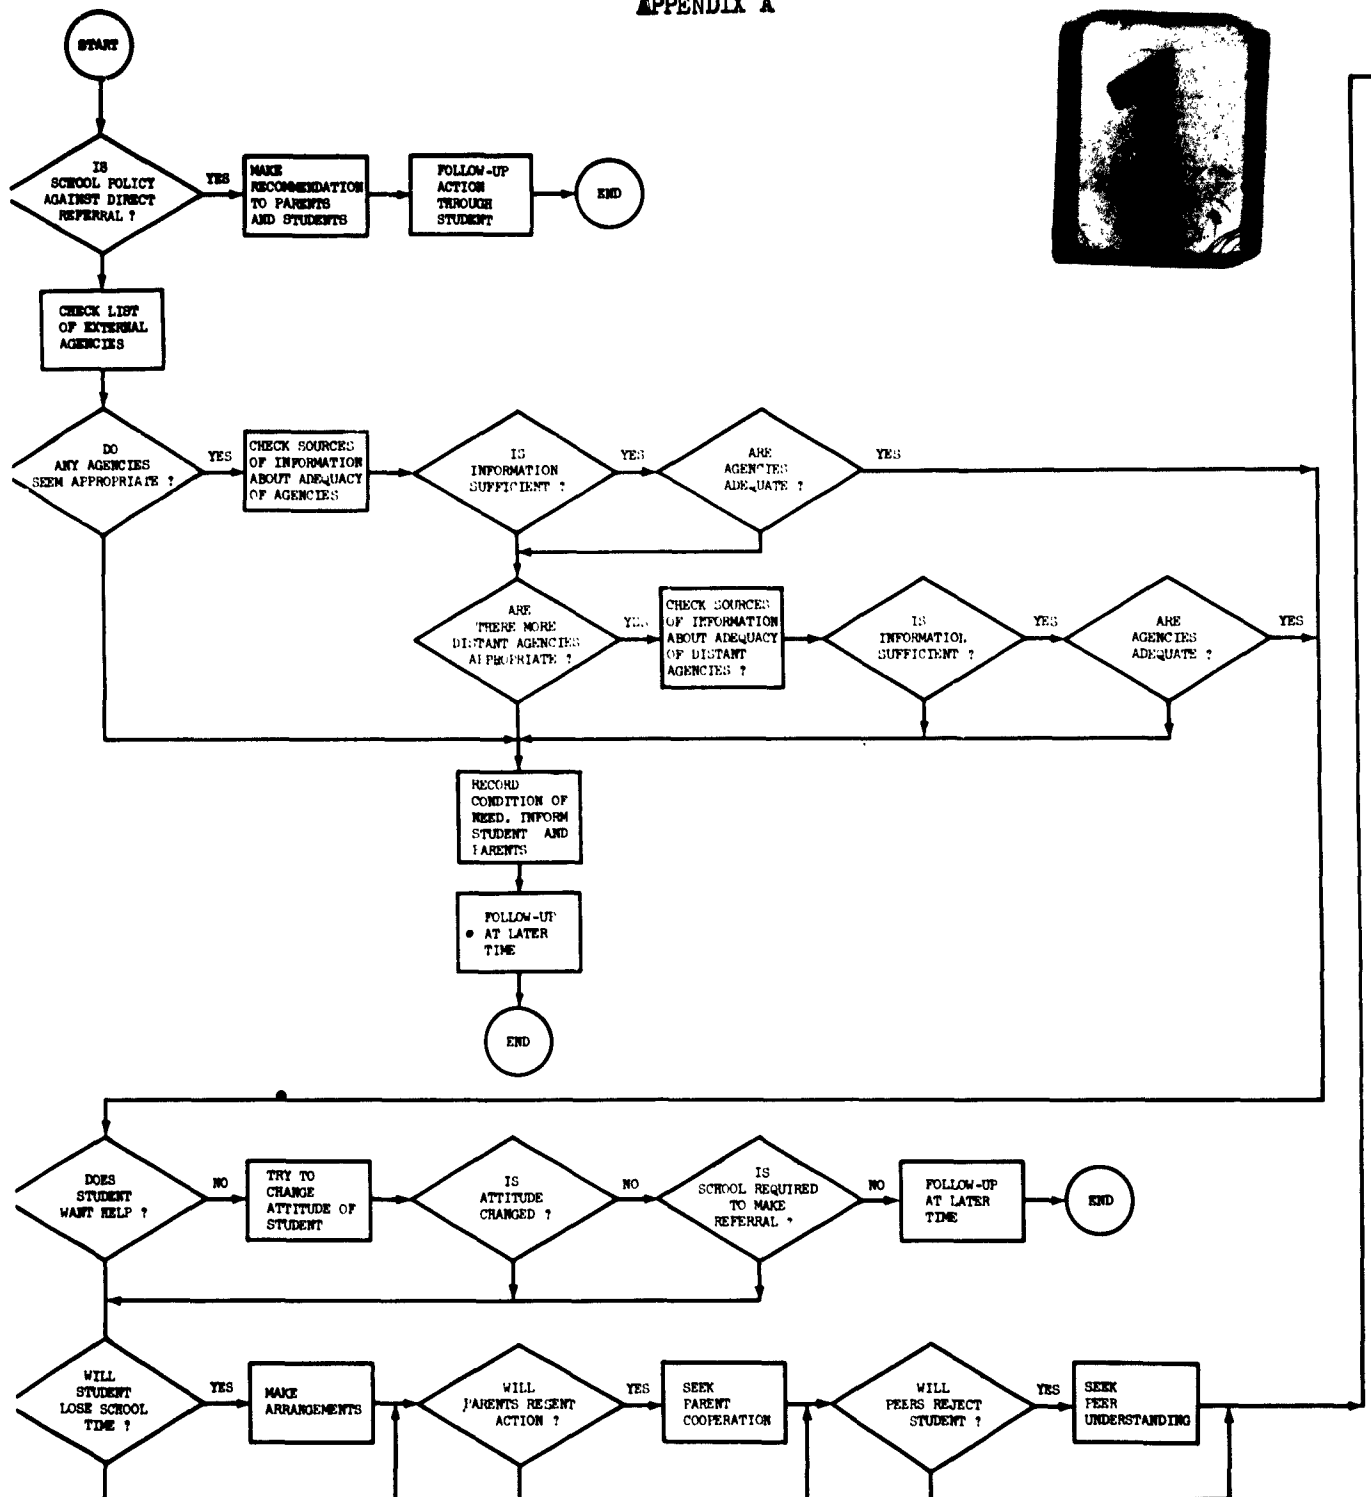 APPENDIX A
1
START
IS
SCHOOL POLICY
AGAINST DIRECT
REFERRAL ?
YES
MAKE
RECOMMENDATION
TO PARENTS
AND STUDENTS
FOLLOW-UP
ACTION
THROUGH
STUDENT
END
CHECK LIST
OF EXTERNAL
AGENCIES
DO
ANY AGENCIES
SEEM APPROPRIATE ?
YES
CHECK SOURCES
OF INFORMATION
ABOUT ADEQUACY
OF AGENCIES
IS
INFORMATION
SUFFICIENT ?
YES
ARE
AGENCIES
ADEQUATE ?
YES
ARE
THERE MORE
DISTANT AGENCIES
APPROPRIATE ?
YES
CHECK SOURCES
OF INFORMATION
ABOUT ADEQUACY
OF DISTANT
AGENCIES ?
IS
INFORMATION
SUFFICIENT ?
YES
ARE
AGENCIES
ADEQUATE ?
YES
RECORD
CONDITION OF
NEED. INFORM
STUDENT AND
PARENTS
FOLLOW-UP
AT LATER
TIME
END
DOES
STUDENT
WANT HELP ?
NO
TRY TO
CHANGE
ATTITUDE OF
STUDENT
IS
ATTITUDE
CHANGED ?
NO
IS
SCHOOL REQUIRED
TO MAKE
REFERRAL ?
NO
FOLLOW-UP
AT LATER
TIME
END
WILL
STUDENT
LOSE SCHOOL
TIME ?
YES
MAKE
ARRANGEMENTS
WILL
PARENTS RESENT
ACTION ?
YES
SEEK
PARENT
COOPERATION
WILL
PEERS REJECT
STUDENT ?
YES
SEEK
PEER
UNDERSTANDING